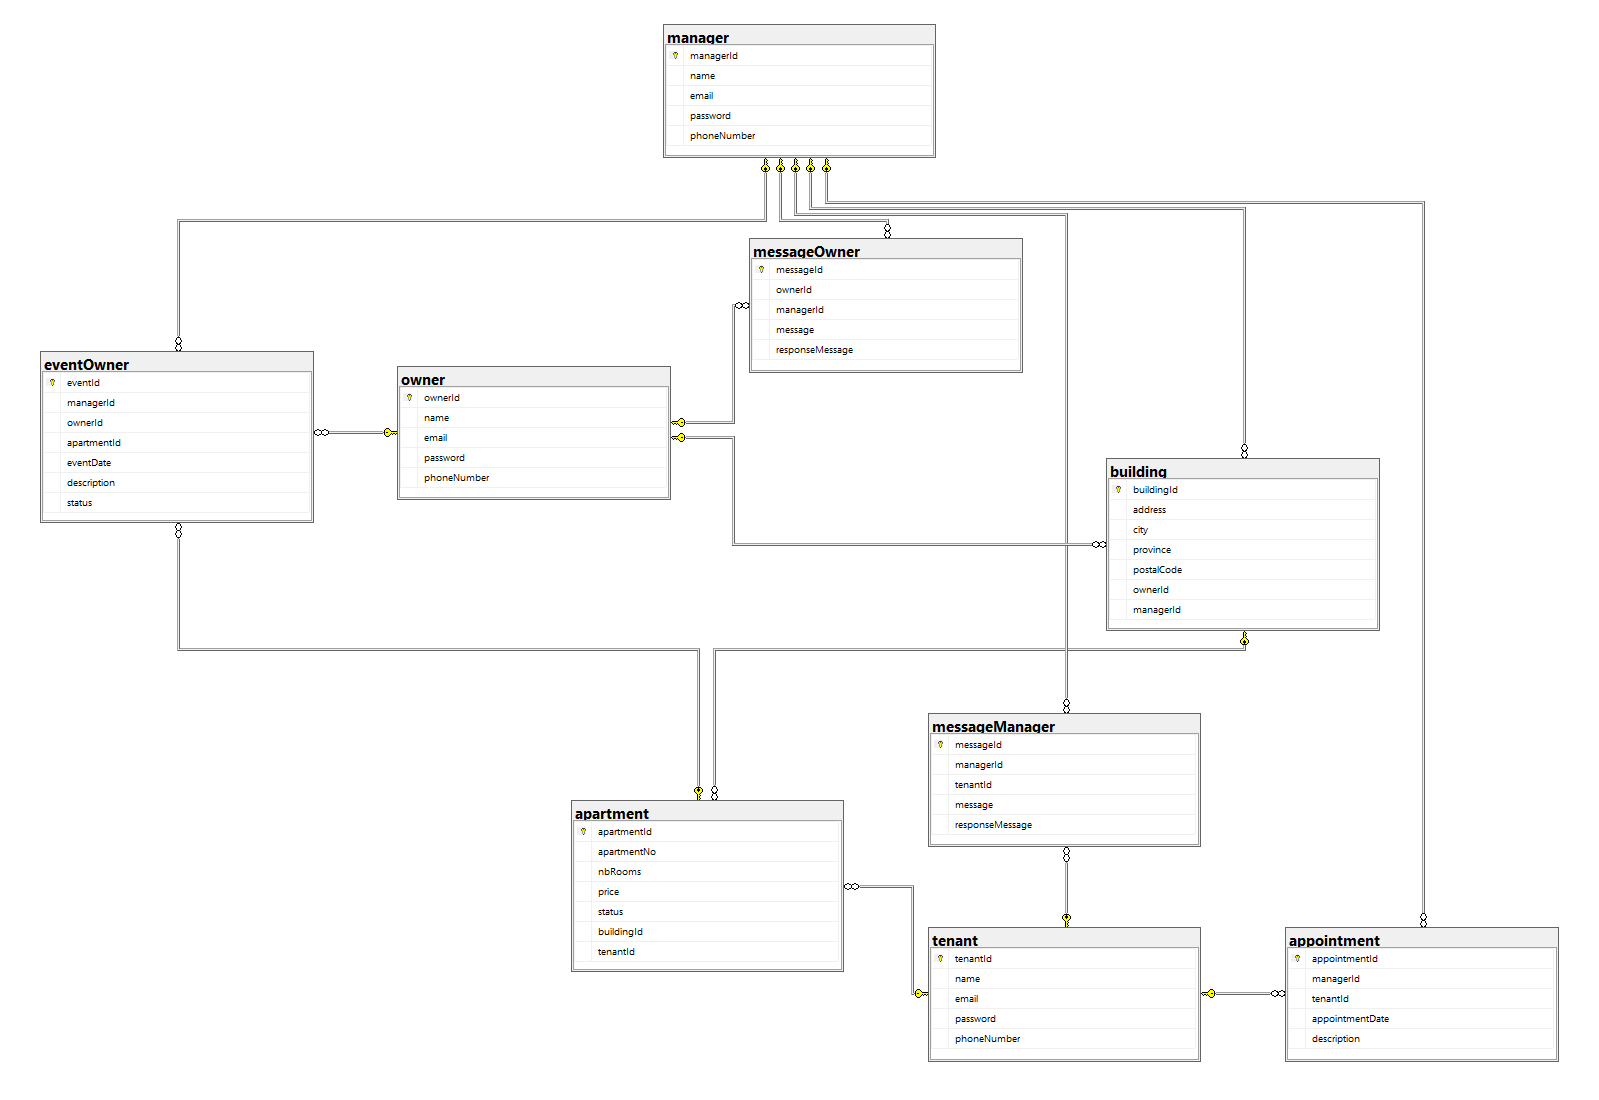 manager
managerId
name
email
password
phoneNumber
messageOwner
messageId
ownerId
managerId
message
responseMessage
eventOwner
eventId
managerId
ownerId
apartmentId
eventDate
description
status
owner
ownerId
name
email
password
phoneNumber
building
buildingId
address
city
province
postalCode
ownerId
managerId
messageManager
messageId
managerId
tenantId
message
responseMessage
apartment
apartmentId
apartmentNo
nbRooms
price
status
buildingId
tenantId
tenant
tenantId
name
email
password
phoneNumber
appointment
appointmentId
managerId
tenantId
appointmentDate
description